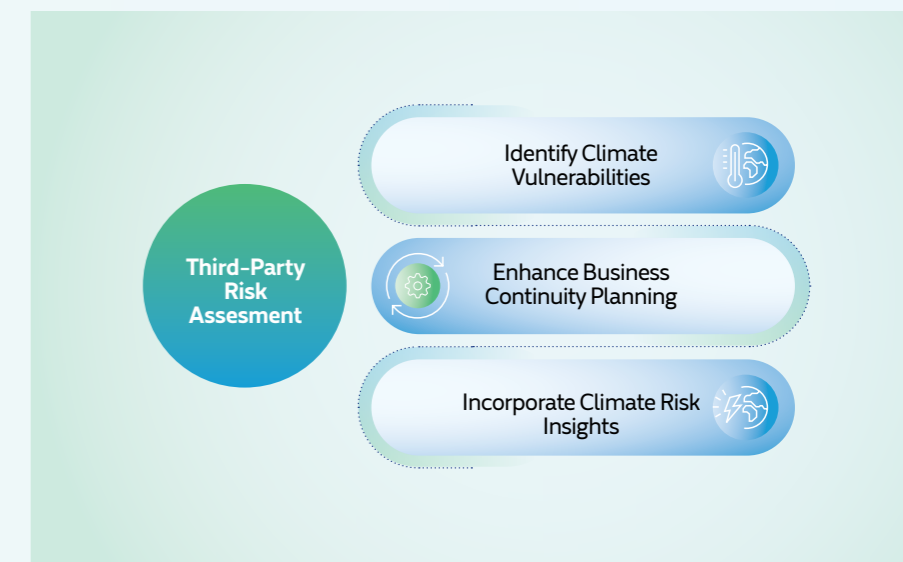 Third-Party
Risk
Assesment
Identify Climate
Vulnerabilities
Enhance Business
Continuity Planning
Incorporate Climate Risk
Insights